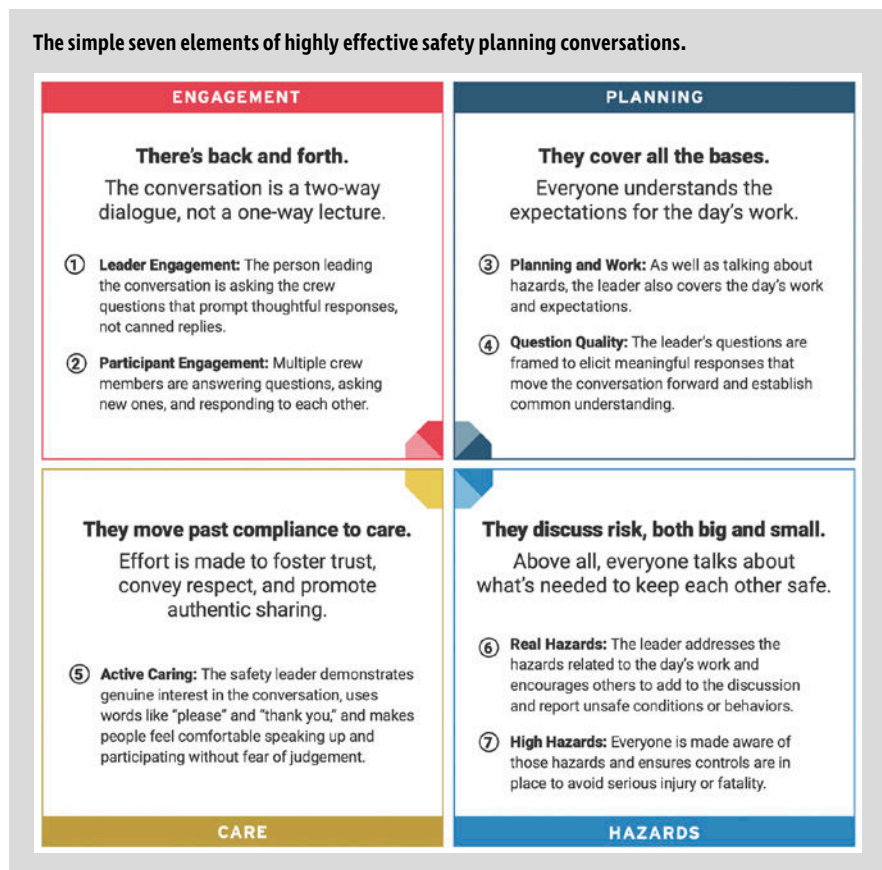 The simple seven elements of highly effective safety planning conversations.
ENGAGEMENT
There's back and forth.
The conversation is a two-way
dialogue, not a one-way lecture.
① Leader Engagement: The person leading
the conversation is asking the crew
questions that prompt thoughtful responses,
not canned replies.
② Participant Engagement: Multiple crew
members are answering questions, asking
new ones, and responding to each other.
PLANNING
They cover all the bases.
Everyone understands the
expectations for the day's work.
③ Planning and Work: As well as talking about
hazards, the leader also covers the day's work
and expectations.
④ Question Quality: The leader's questions are
framed to elicit meaningful responses that
move the conversation forward and establish
common understanding.
They move past compliance to care.
Effort is made to foster trust,
convey respect, and promote
authentic sharing.
⑤ Active Caring: The safety leader demonstrates
genuine interest in the conversation, uses
words like "please" and "thank you," and makes
people feel comfortable speaking up and
participating without fear of judgement.
CARE
They discuss risk, both big and small.
Above all, everyone talks about
what's needed to keep each other safe.
⑥ Real Hazards: The leader addresses the
hazards related to the day's work and
encourages others to add to the discussion
and report unsafe conditions or behaviors.
⑦ High Hazards: Everyone is made aware of
those hazards and ensures controls are in
place to avoid serious injury or fatality.
HAZARDS